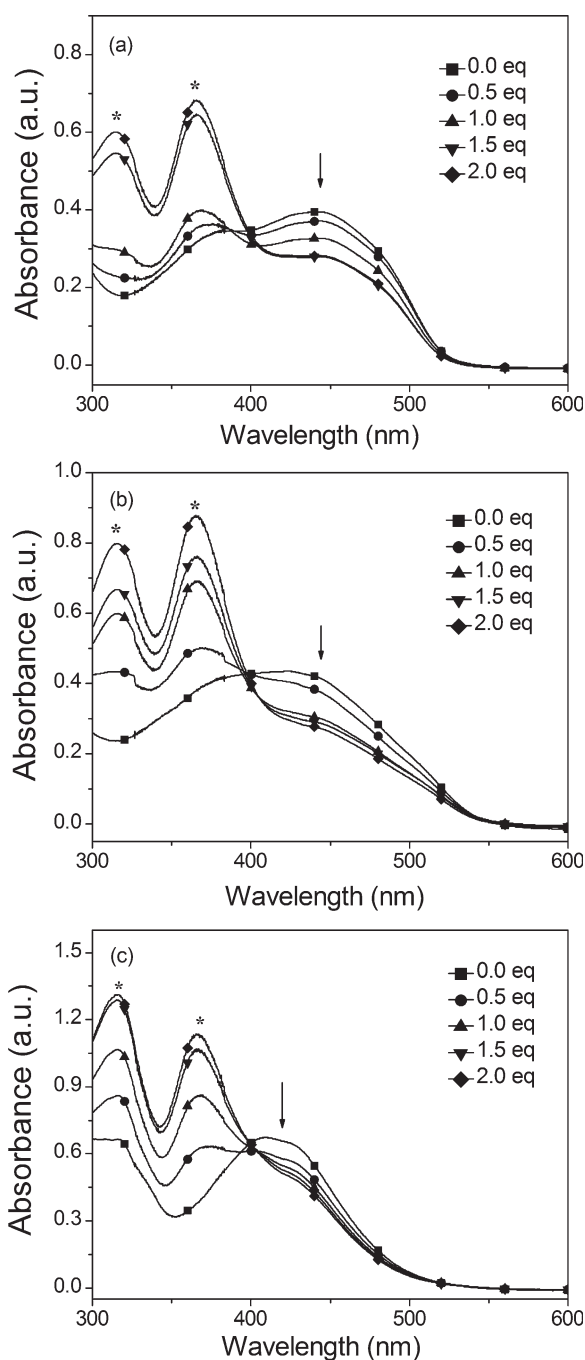 (a)
0.0 eq
0.5 eq
1.0 eq
1.5 eq
2.0 eq
* *
0.8
0.6
0.4
0.2
0.0
Absorbance (a.u.)
300 400 500 600
Wavelength (nm)
(b)
0.0 eq
0.5 eq
1.0 eq
1.5 eq
2.0 eq
* *
1.0
0.8
0.6
0.4
0.2
0.0
Absorbance (a.u.)
300 400 500 600
Wavelength (nm)
(c)
0.0 eq
0.5 eq
1.0 eq
1.5 eq
2.0 eq
* *
1.5
1.2
0.9
0.6
0.3
0.0
Absorbance (a.u.)
300 400 500 600
Wavelength (nm)